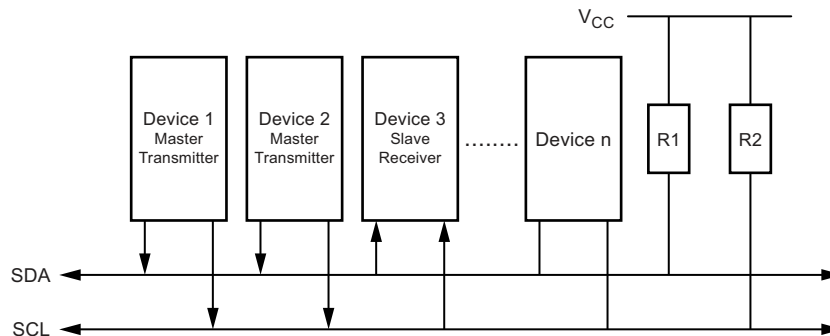 VCC
Device 1
Master
Transmitter
Device 2
Master
Transmitter
Device 3
Slave
Receiver
........
Device n
R1
R2
SDA
SCL